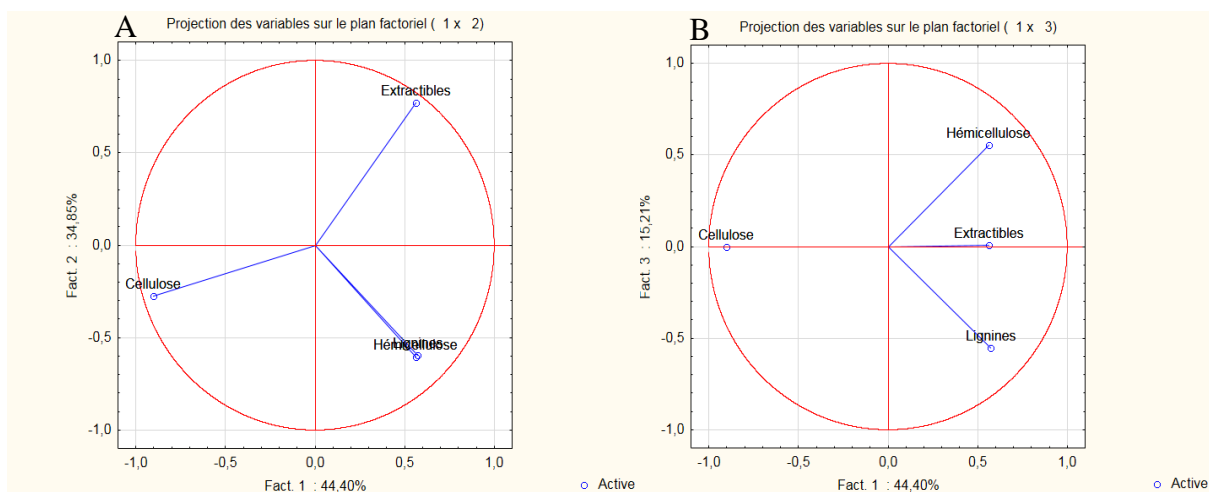 A
Projection des variables sur le plan factoriel ( 1 x 2)
1,0
0,5
0,0
-0,5
-1,0
Fact. 2 : 34,85%
Extractibles
Cellulose
Lignines
Hémicellulose
-1,0 -0,5 0,0 0,5 1,0
Fact. 1 : 44,40%
Active
B
Projection des variables sur le plan factoriel ( 1 x 3)
1,0
0,5
0,0
-0,5
-1,0
Fact. 3 : 15,21%
Hémicellulose
Extractibles
Cellulose
Lignines
-1,0 -0,5 0,0 0,5 1,0
Fact. 1 : 44,40%
Active